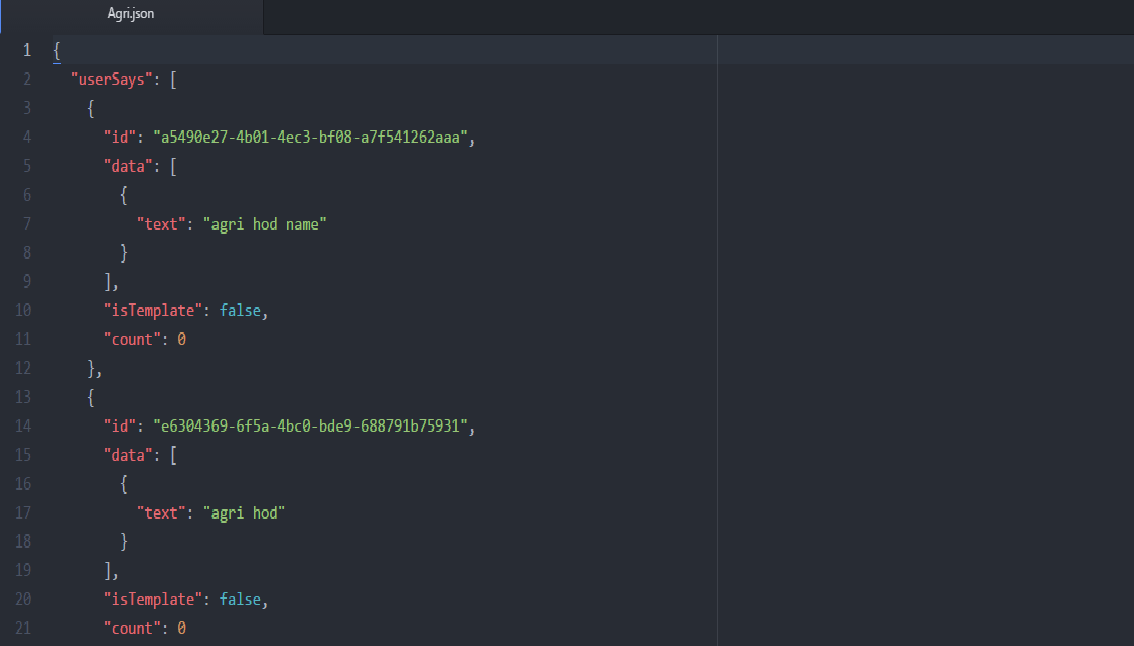 Agri.json
1 {
2 "userSays": [
3 {
4 "id": "a5490e27-4b01-4ec3-bf08-a7f541262aaa",
5 "data": [
6 {
7 "text": "agri hod name"
8 }
9 ],
10 "isTemplate": false,
11 "count": 0
12 },
13 {
14 "id": "e6304369-6f5a-4bc0-bde9-688791b75931",
15 "data": [
16 {
17 "text": "agri hod"
18 }
19 ],
20 "isTemplate": false,
21 "count": 0